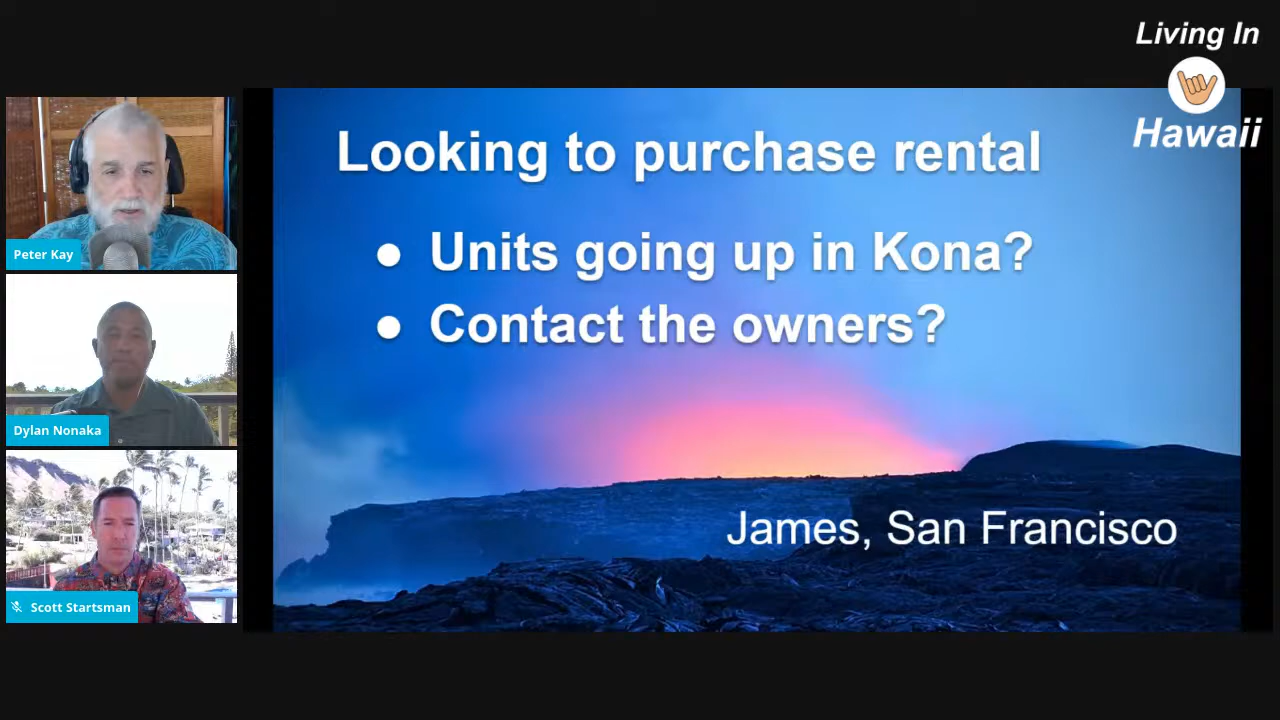 Living In
Hawaii
Looking to purchase rental
● Units going up in Kona?
● Contact the owners?
James, San Francisco
Peter Kay
Dylan Nonaka
Scott Startsman